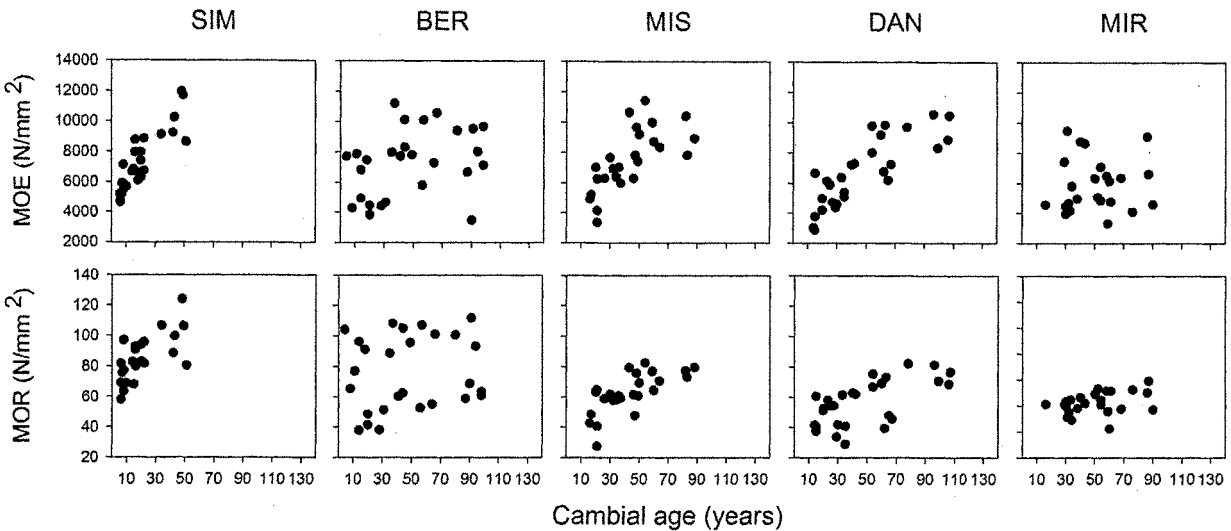 SIM BER MIS DAN MIR
14000
12000
10000
8000
6000
4000
2000
MOE (N/mm 2)
140
120
100
80
60
40
20
MOR (N/mm 2)
10 30 50 70 90 110 130 10 30 50 70 90 110 130 10 30 50 70 90 110 130 10 30 50 70 90 110 130 10 30 50 70 90 110 130
Cambial age (years)